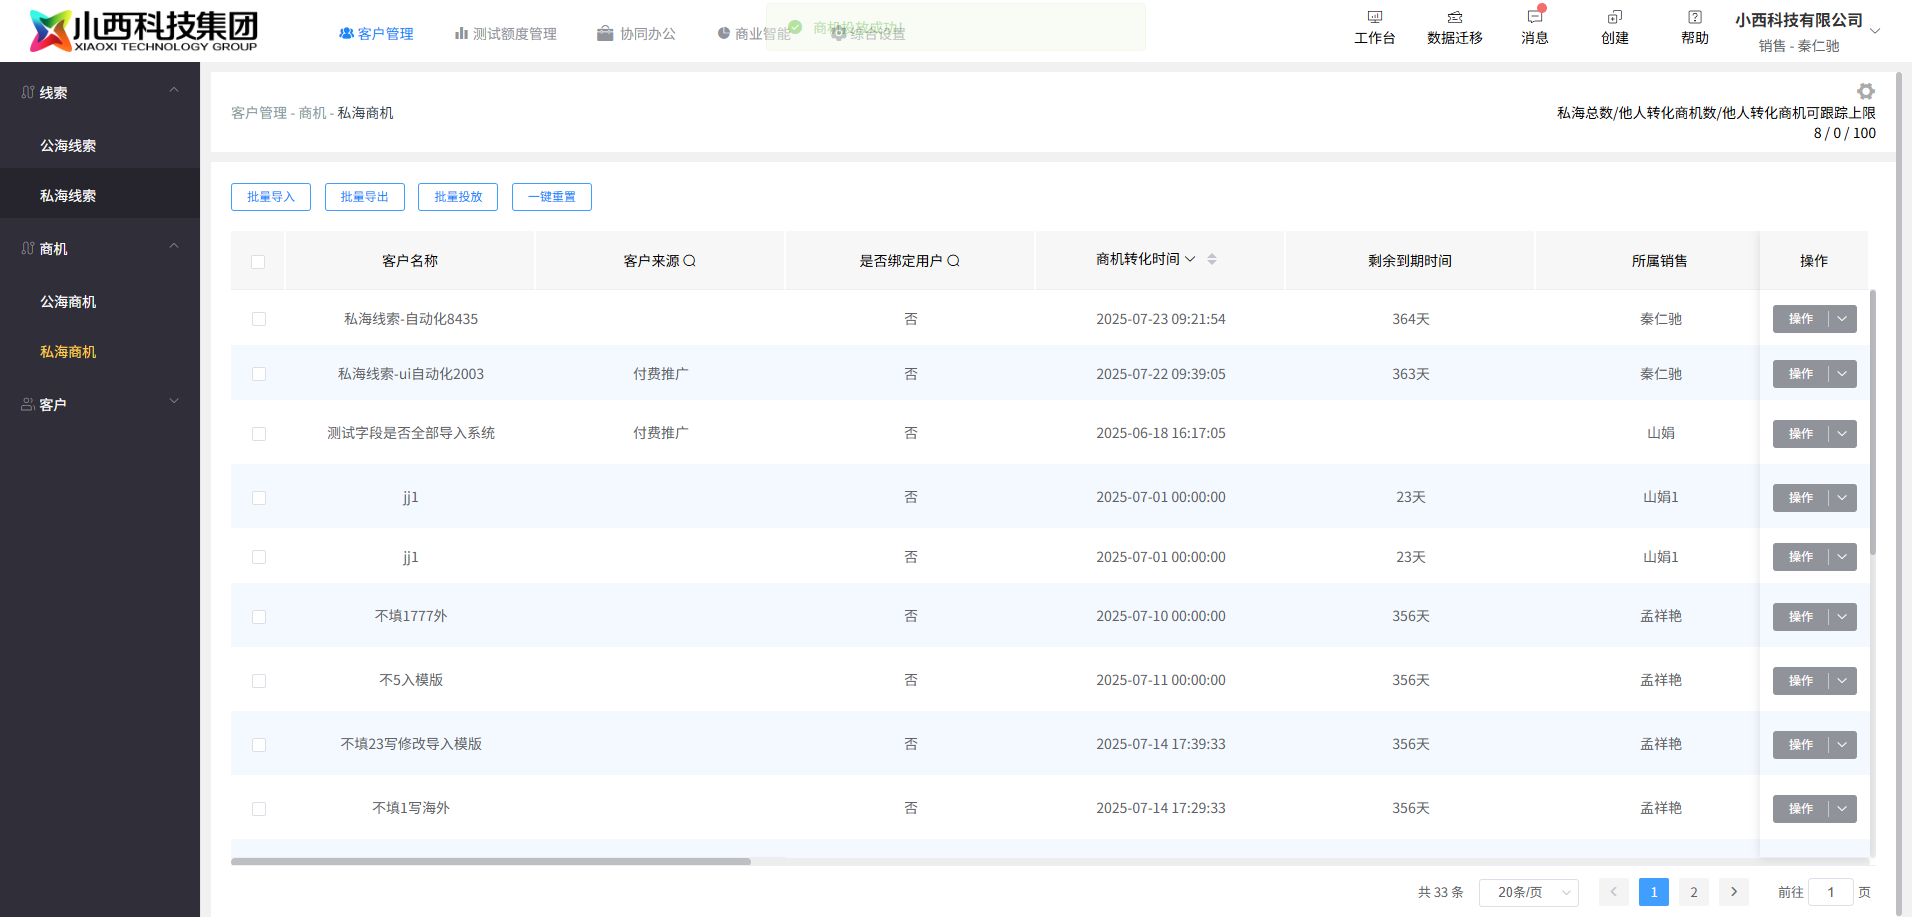 小西科技集团
XIAOXI TECHNOLOGY GROUP
客户管理
测试额度管理
协同办公
商业智能
综合设置
商机投放成功!
工作台
数据迁移
消息
创建
帮助
小西科技有限公司
销售 - 秦仁驰
线索
公海线索
私海线索
商机
公海商机
私海商机
客户
客户管理 - 商机 - 私海商机
私海总数/他人转化商机数/他人转化商机可跟踪上限
8 / 0 / 100
批量导入 批量导出 批量投放 一键重置
客户名称 客户来源 是否绑定用户 商机转化时间 剩余到期时间 所属销售 操作
私海线索-自动化8435 否 2025-07-23 09:21:54 364天 秦仁驰 操作
私海线索-ui自动化2003 付费推广 否 2025-07-22 09:39:05 363天 秦仁驰 操作
测试字段是否全部导入系统 付费推广 否 2025-06-18 16:17:05 山娟 操作
jj1 否 2025-07-01 00:00:00 23天 山娟1 操作
jj1 否 2025-07-01 00:00:00 23天 山娟1 操作
不填1777外 否 2025-07-10 00:00:00 356天 孟祥艳 操作
不5入模版 否 2025-07-11 00:00:00 356天 孟祥艳 操作
不填23写修改导入模版 否 2025-07-14 17:39:33 356天 孟祥艳 操作
不填1写海外 否 2025-07-14 17:29:33 356天 孟祥艳 操作
共 33 条 20条/页 1 2 前往 1 页